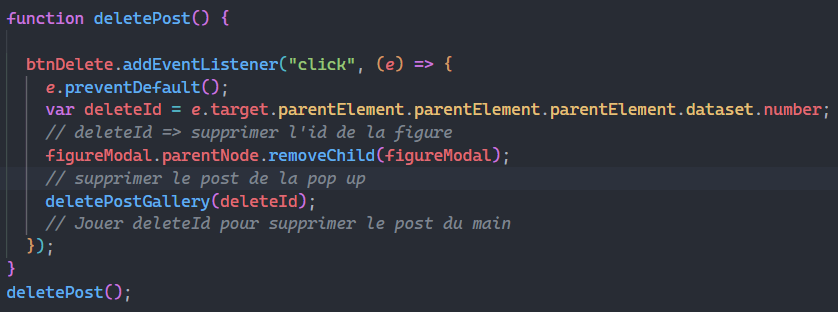 function deletePost() {
btnDelete.addEventListener("click", (e) => {
e.preventDefault();
var deleteId = e.target.parentElement.parentElement.parentElement.dataset.number;
// deleteId => supprimer l'id de la figure
figureModal.parentNode.removeChild(figureModal);
// supprimer le post de la pop up
deletePostGallery(deleteId);
// Jouer deleteId pour supprimer le post du main
});
}
deletePost();